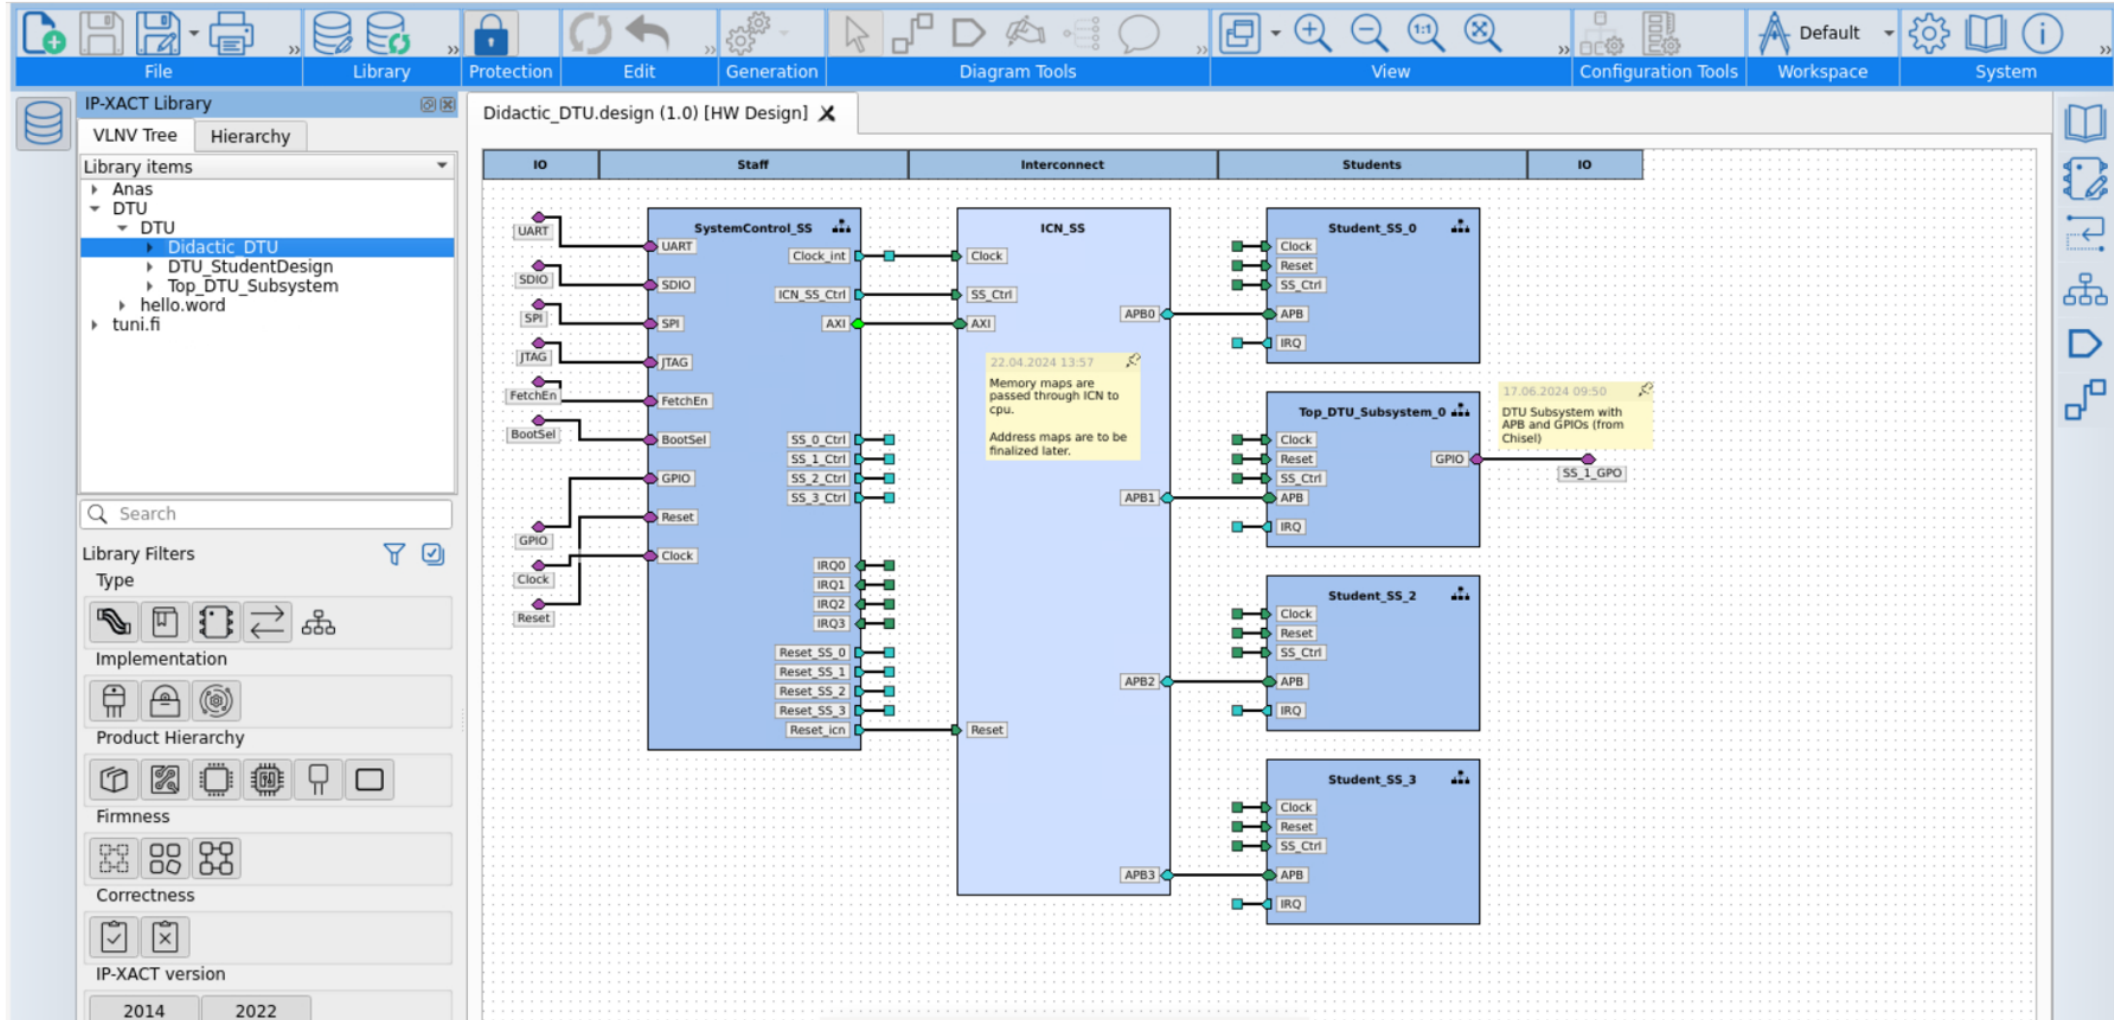 Default
File
Library
Protection
Edit
Generation
Diagram Tools
View
Configuration Tools
Workspace
System
IP-XACT Library
VLNV Tree
Hierarchy
Library items
Anas
DTU
DTU
Didactic_DTU
DTU_StudentDesign
Top_DTU_Subsystem
hello.word
tuni.fi
Search
Library Filters
Type
Implementation
Product Hierarchy
Firmness
Correctness
IP-XACT version
2014
2022
Didactic_DTU.design (1.0) [HW Design]
IO
Staff
Interconnect
Students
IO
UART
SDIO
SPI
JTAG
FetchEn
BootSel
GPIO
Clock
Reset
SystemControl_SS
UART
SDIO
SPI
JTAG
FetchEn
BootSel
GPIO
Reset
Clock
Clock_int
ICN_SS_Ctrl
AXI
SS_0_Ctrl
SS_1_Ctrl
SS_2_Ctrl
SS_3_Ctrl
IRQ0
IRQ1
IRQ2
IRQ3
Reset_SS_0
Reset_SS_1
Reset_SS_2
Reset_SS_3
Reset_icn
ICN_SS
Clock
SS_Ctrl
AXI
22.04.2024 13:57
Memory maps are
passed through ICN to
cpu.
Address maps are to be
finalized later.
Reset
APB0
APB1
APB2
APB3
Student_SS_0
Clock
Reset
SS_Ctrl
APB
IRQ
Top_DTU_Subsystem_0
Clock
Reset
SS_Ctrl
APB
IRQ
GPIO
17.06.2024 09:50
DTU Subsystem with
APB and GPIOs (from
Chisel)
SS_1_GPO
Student_SS_2
Clock
Reset
SS_Ctrl
APB
IRQ
Student_SS_3
Clock
Reset
SS_Ctrl
APB
IRQ
1:1